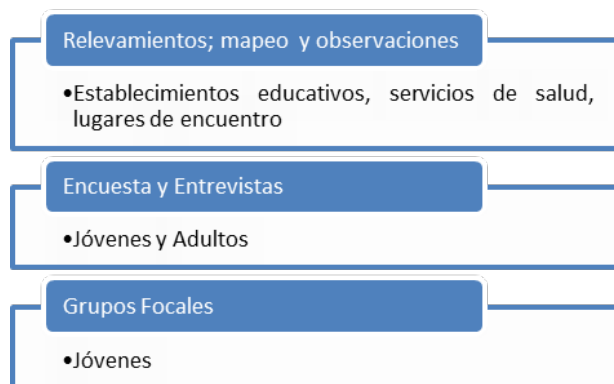 Relevamientos; mapeo y observaciones
•Establecimientos educativos, servicios de salud,
lugares de encuentro
Encuesta y Entrevistas
•Jóvenes y Adultos
Grupos Focales
•Jóvenes